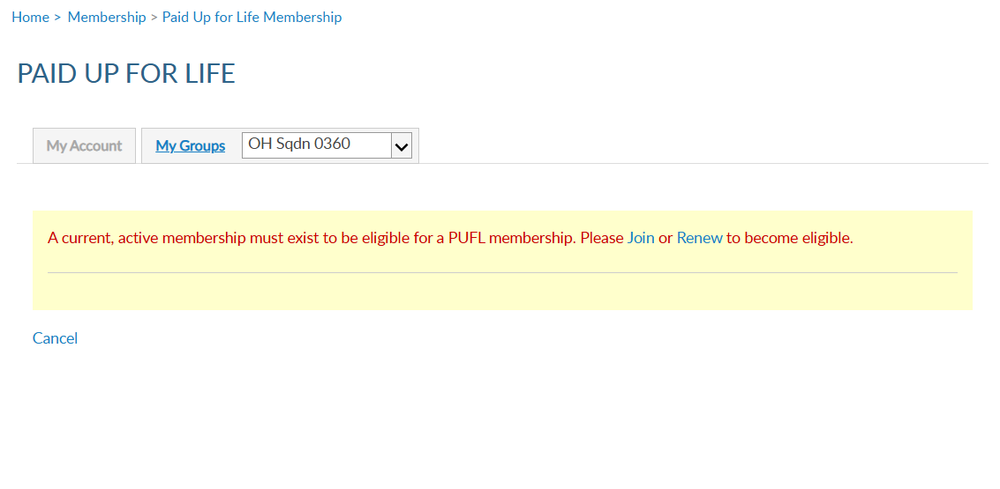 Home > Membership > Paid Up for Life Membership
PAID UP FOR LIFE
My Account My Groups OH Sqdn 0360
A current, active membership must exist to be eligible for a PUFL membership. Please Join or Renew to become eligible.
Cancel